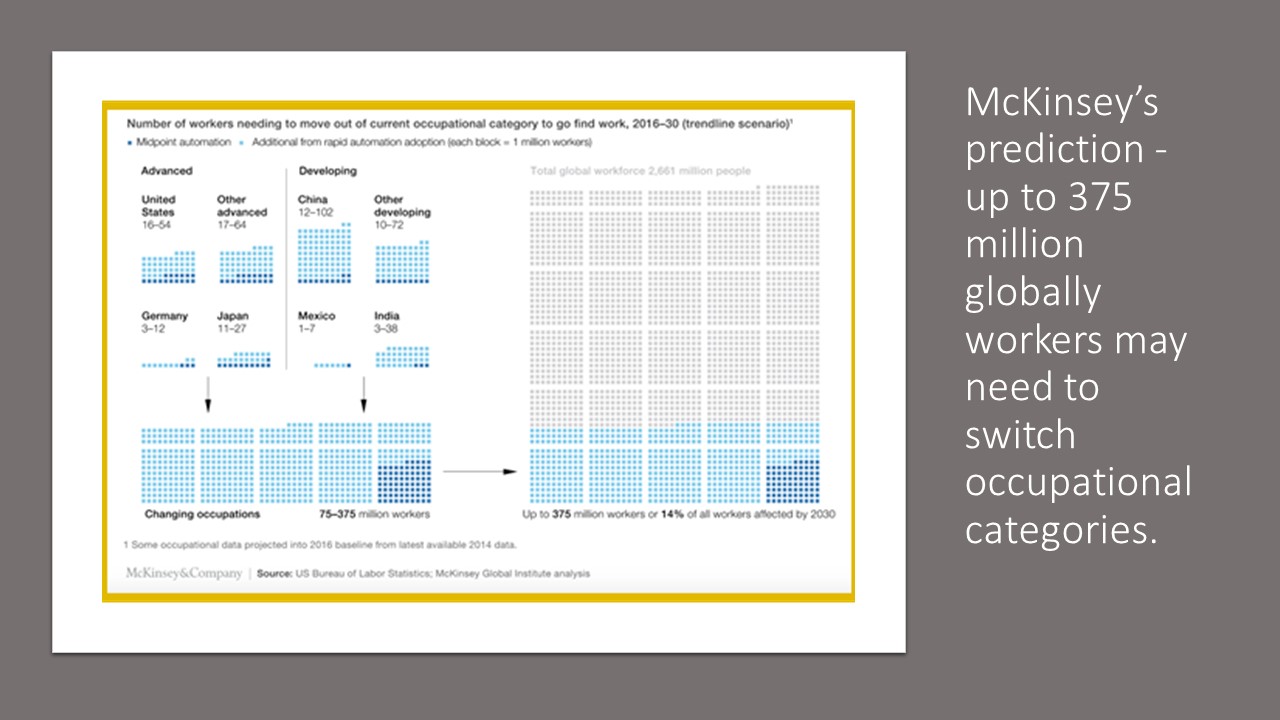 Number of workers needing to move out of current occupational category to go find work, 2016–30 (trendline scenario)¹
Midpoint automation Additional from rapid automation adoption (each block = 1 million workers)
Advanced
United
States
16–54
Other
advanced
17–64
Germany
3–12
Japan
11–27
Developing
China
12–102
Other
developing
10–72
Mexico
1–7
India
3–38
Changing occupations 75–375 million workers
Total global workforce 2,661 million people
Up to 375 million workers or 14% of all workers affected by 2030
1 Some occupational data projected into 2016 baseline from latest available 2014 data.
McKinsey&Company | Source: US Bureau of Labor Statistics; McKinsey Global Institute analysis
McKinsey’s
prediction -
up to 375
million
globally
workers may
need to
switch
occupational
categories.